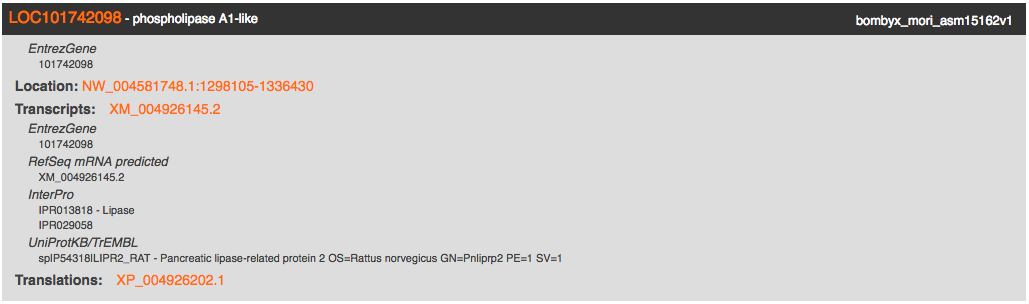 LOC101742098 - phospholipase A1-like bombyx_mori_asm15162v1
EntrezGene
101742098
Location: NW_004581748.1:1298105-1336430
Transcripts: XM_004926145.2
EntrezGene
101742098
RefSeq mRNA predicted
XM_004926145.2
InterPro
IPR013818 - Lipase
IPR029058
UniProtKB/TrEMBL
sp|P54318|LIPR2_RAT - Pancreatic lipase-related protein 2 OS=Rattus norvegicus GN=Pnliprp2 PE=1 SV=1
Translations: XP_004926202.1